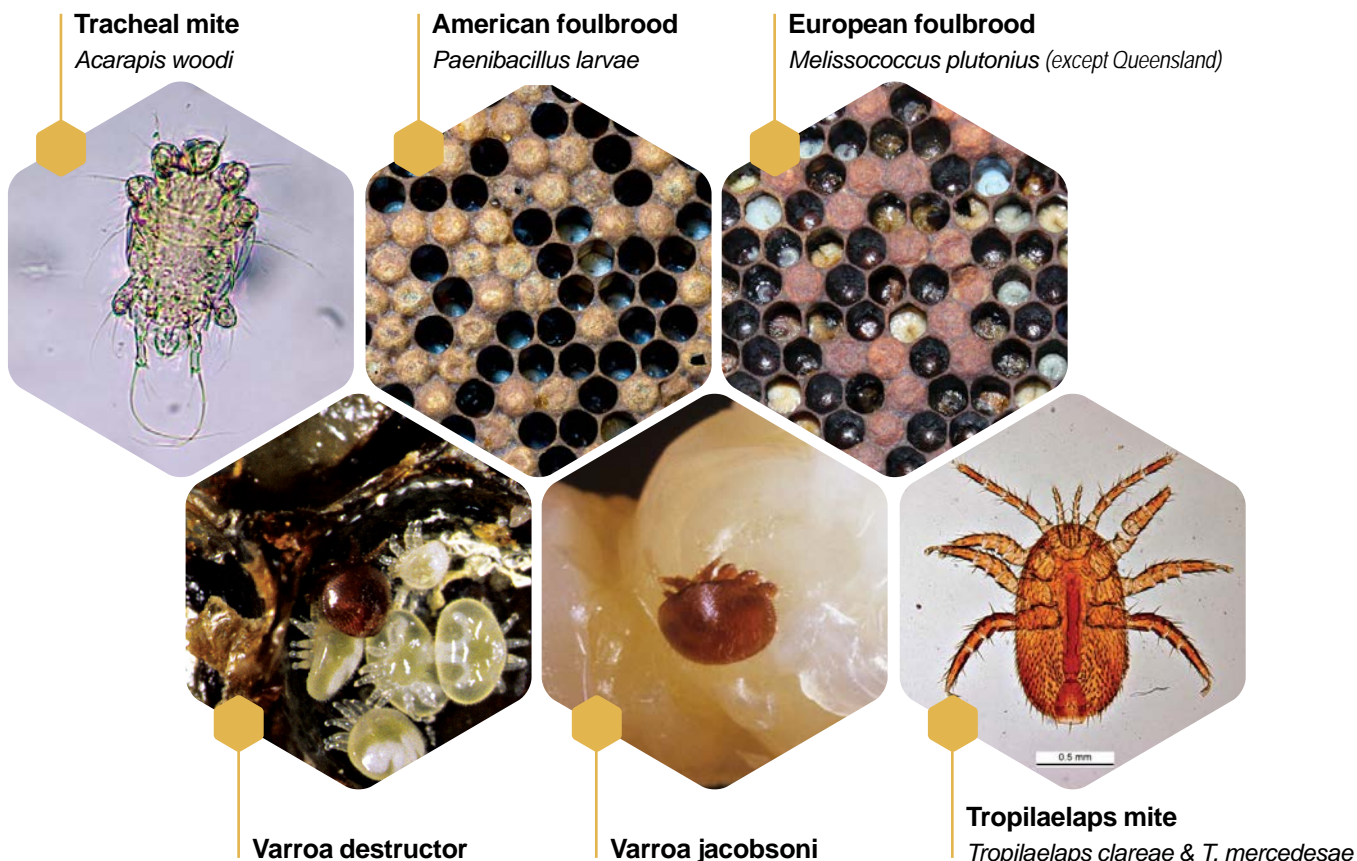 Tracheal mite
Acarapis woodi
American foulbrood
Paenibacillus larvae
European foulbrood
Melissococcus plutonius (except Queensland)
0.5 mm
Varroa destructor
Varroa jacobsoni
Tropilaelaps mite
Tropilaelaps clareae & T. mercedesae